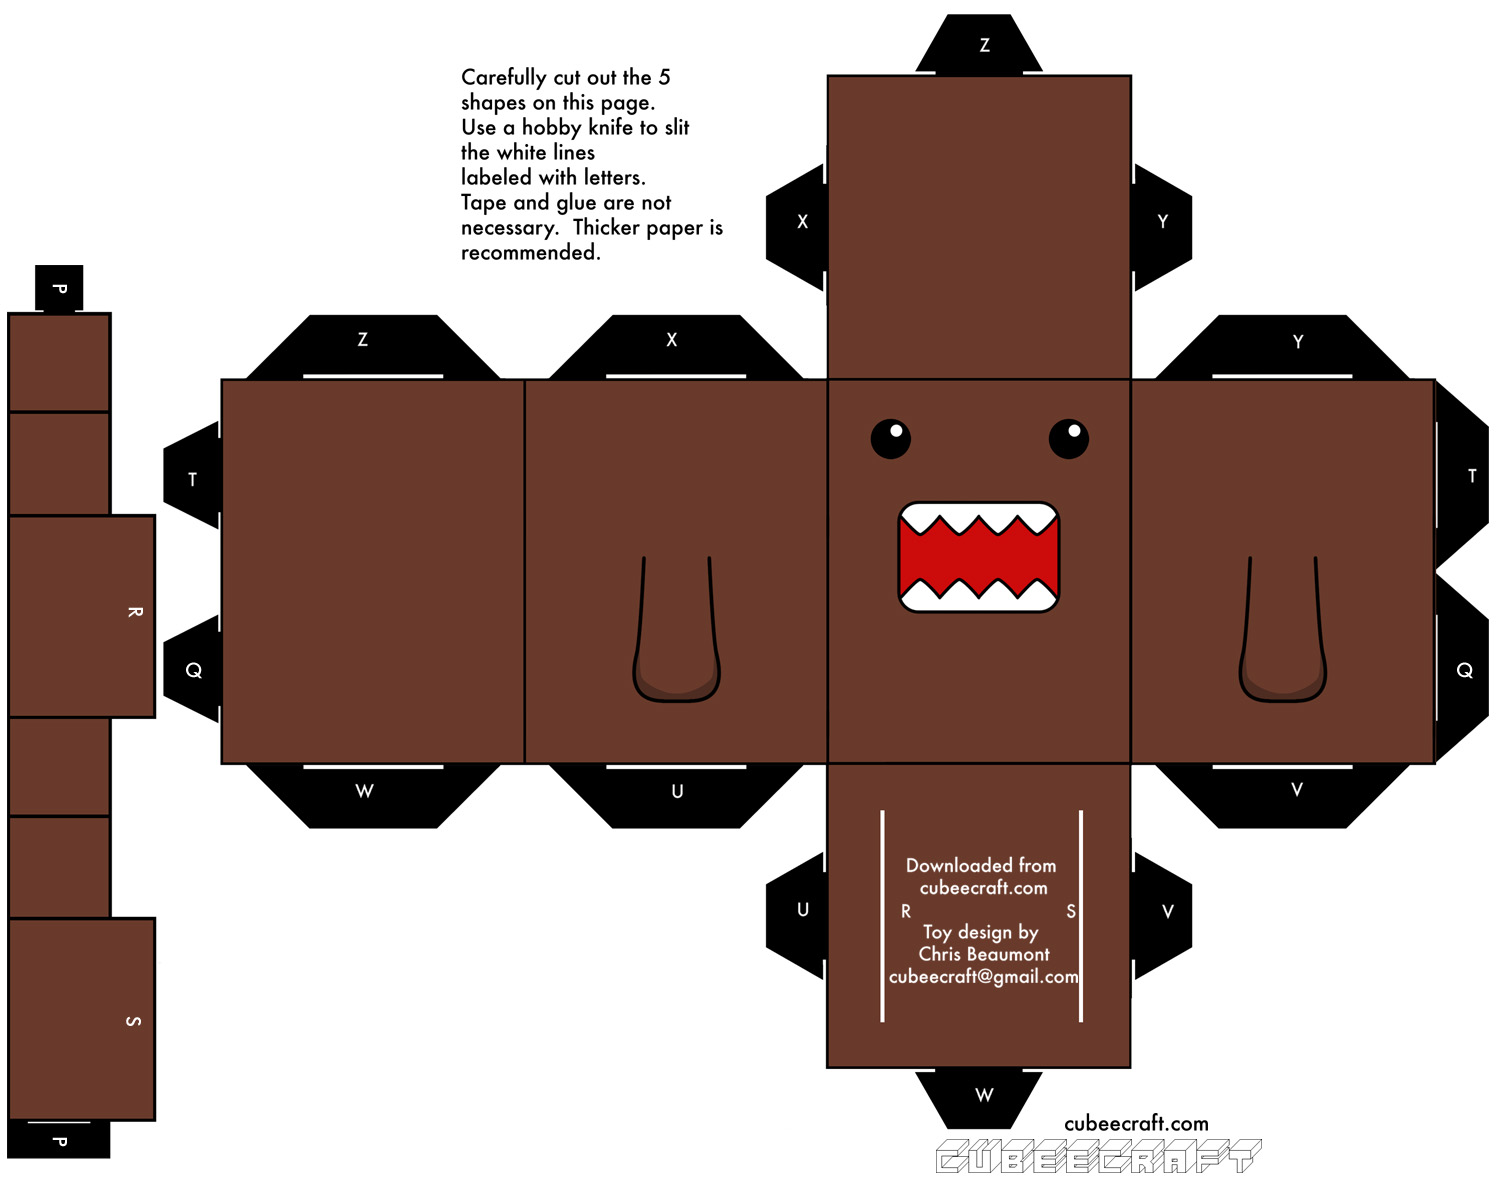 Z
Carefully cut out the 5
shapes on this page.
Use a hobby knife to slit
the white lines
labeled with letters.
Tape and glue are not
necessary.  Thicker paper is
recommended.
X
Y
P
Z
X
Y
T
T
R
Q
Q
W
U
V
Downloaded from
cubeecraft.com
U
R
S
V
Toy design by
Chris Beaumont
cubeecraft@gmail.com
S
W
cubeecraft.com
P
CUBEECRAFT